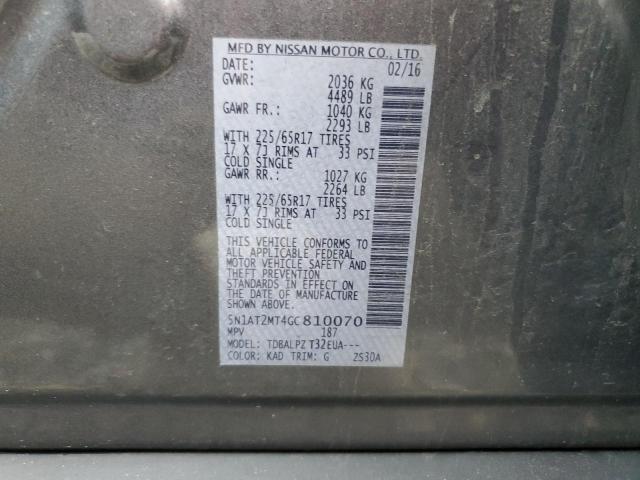 MFD BY NISSAN MOTOR CO., LTD.
DATE: 02/16
GVWR: 2036 KG
4489 LB
GAWR FR.: 1040 KG
2293 LB
WITH 225/65R17 TIRES
17 X 7J RIMS AT 33 PSI
COLD SINGLE
GAWR RR.: 1027 KG
2264 LB
WITH 225/65R17 TIRES
17 X 7J RIMS AT 33 PSI
COLD SINGLE
THIS VEHICLE CONFORMS TO
ALL APPLICABLE FEDERAL
MOTOR VEHICLE SAFETY AND
THEFT PREVENTION
STANDARDS IN EFFECT ON
THE DATE OF MANUFACTURE
SHOWN ABOVE.
5N1AT2MT4GC810070
MPV 187
MODEL: TDBALPZ T32EUA---
COLOR: KAD TRIM: G 2S30A